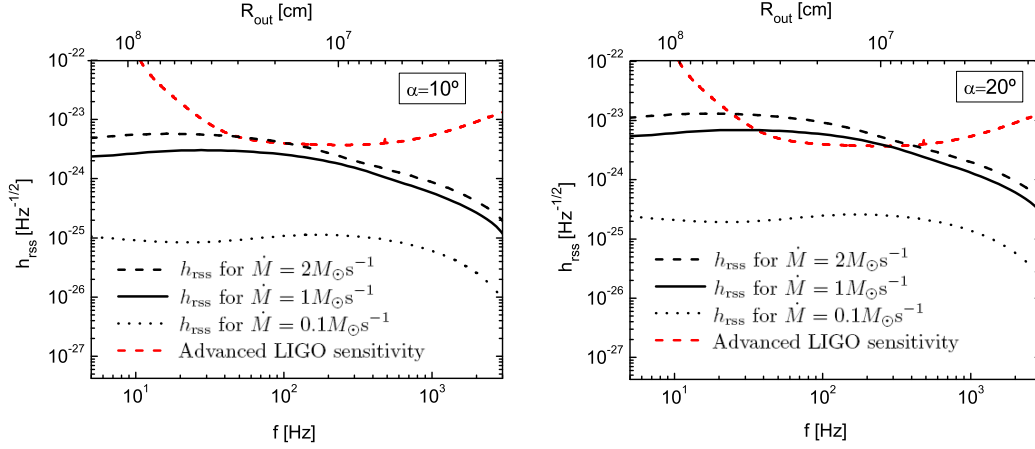 R_out [cm]
10^8 10^7
10^-22
10^-23
10^-24
10^-25
10^-26
10^-27
h_rss [Hz^-1/2]
α=10º
h_rss for Ṁ = 2M_⊙s^−1
h_rss for Ṁ = 1M_⊙s^−1
h_rss for Ṁ = 0.1M_⊙s^−1
Advanced LIGO sensitivity
10^1 10^2 10^3
f [Hz]
R_out [cm]
10^8 10^7
10^-22
10^-23
10^-24
10^-25
10^-26
10^-27
h_rss [Hz^-1/2]
α=20º
h_rss for Ṁ = 2M_⊙s^−1
h_rss for Ṁ = 1M_⊙s^−1
h_rss for Ṁ = 0.1M_⊙s^−1
Advanced LIGO sensitivity
10^1 10^2 10^3
f [Hz]